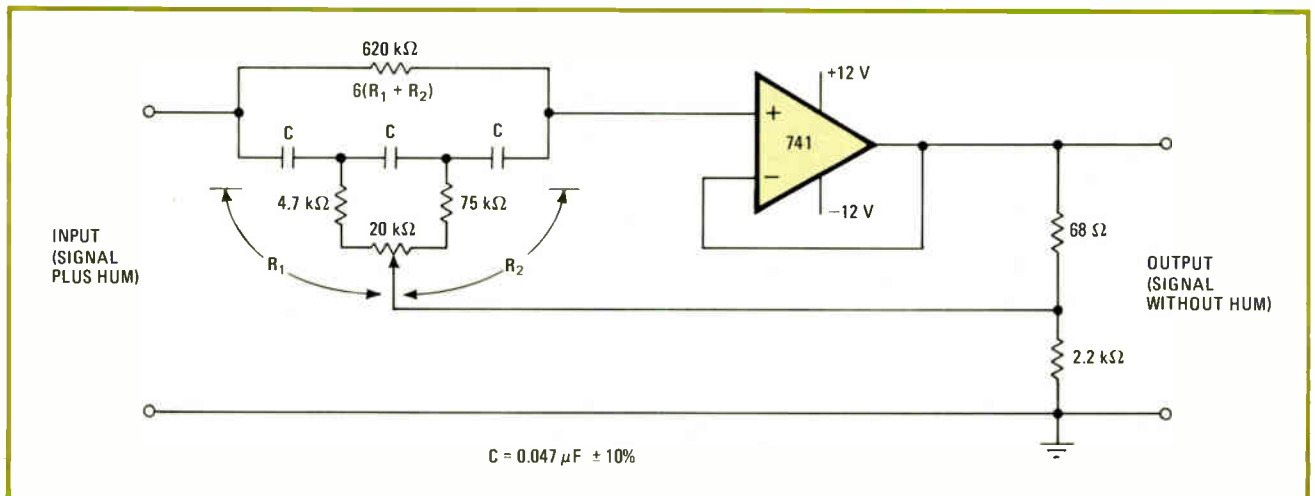 620 kΩ
6(R₁ + R₂)
C
C
C
4.7 kΩ
75 kΩ
20 kΩ
R₁
R₂
INPUT
(SIGNAL
PLUS HUM)
+12 V
+
741
−
−12 V
68 Ω
2.2 kΩ
OUTPUT
(SIGNAL
WITHOUT HUM)
C = 0.047 μF ± 10%